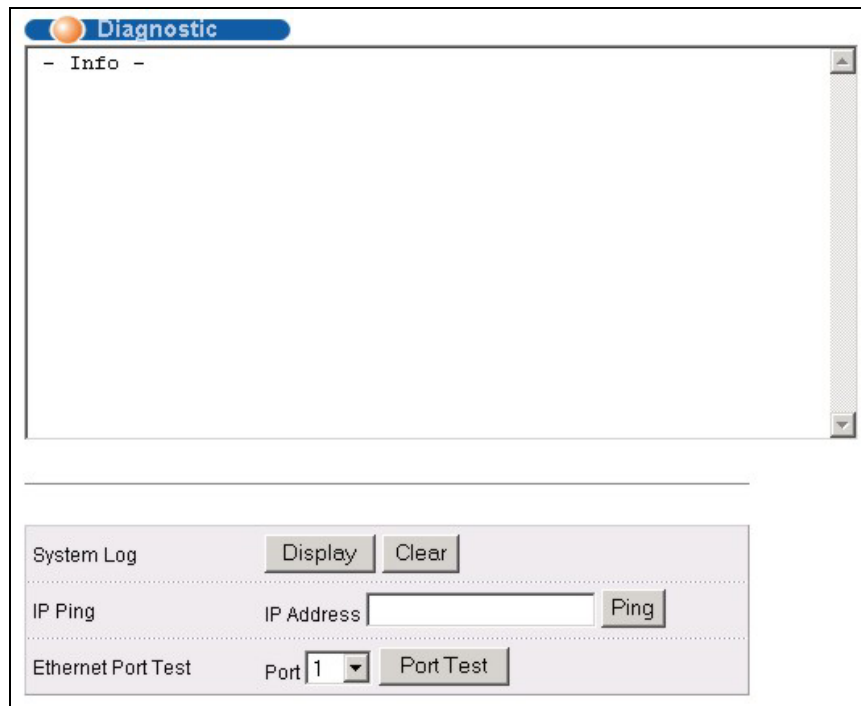 Diagnostic
- Info -
System Log Display Clear
IP Ping IP Address Ping
Ethernet Port Test Port 1 Port Test